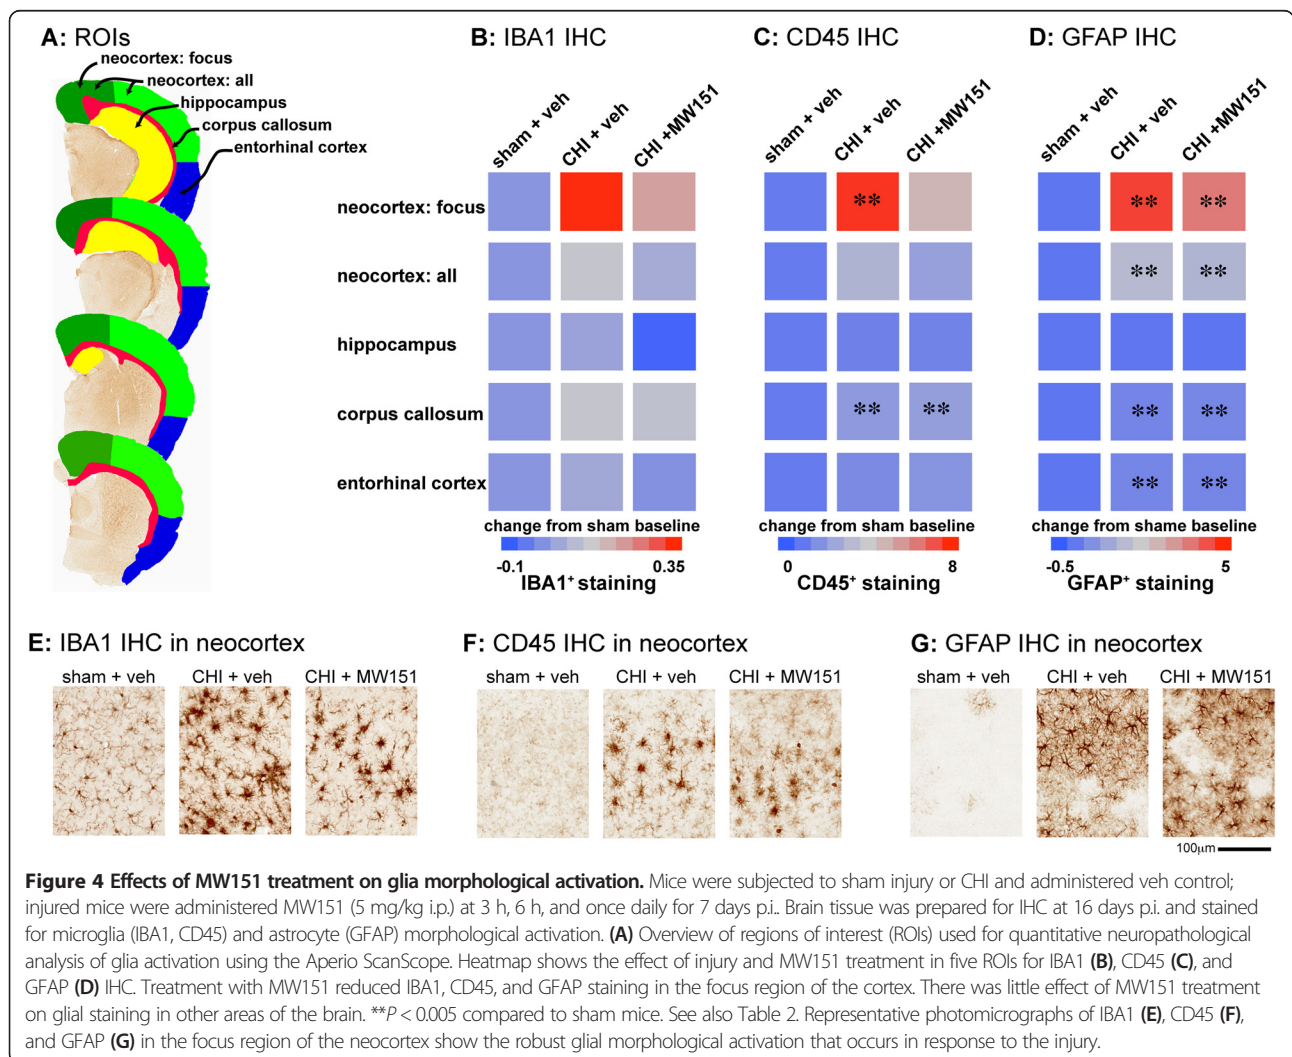 A: ROIs
neocortex: focus
neocortex: all
hippocampus
corpus callosum
entorhinal cortex
B: IBA1 IHC
C: CD45 IHC
D: GFAP IHC
sham + veh
CHI + veh
CHI +MW151
sham + veh
CHI + veh
CHI +MW151
sham + veh
CHI + veh
CHI +MW151
neocortex: focus
**
**
**
neocortex: all
**
**
hippocampus
corpus callosum
**
**
**
**
entorhinal cortex
**
**
change from sham baseline
-0.1
0.35
IBA1⁺ staining
change from sham baseline
0
8
CD45⁺ staining
change from shame baseline
-0.5
5
GFAP⁺ staining
E: IBA1 IHC in neocortex
sham + veh
CHI + veh
CHI + MW151
F: CD45 IHC in neocortex
sham + veh
CHI + veh
CHI + MW151
G: GFAP IHC in neocortex
sham + veh
CHI + veh
CHI + MW151
100µm
Figure 4 Effects of MW151 treatment on glia morphological activation. Mice were subjected to sham injury or CHI and administered veh control;
injured mice were administered MW151 (5 mg/kg i.p.) at 3 h, 6 h, and once daily for 7 days p.i.. Brain tissue was prepared for IHC at 16 days p.i. and stained
for microglia (IBA1, CD45) and astrocyte (GFAP) morphological activation. (A) Overview of regions of interest (ROIs) used for quantitative neuropathological
analysis of glia activation using the Aperio ScanScope. Heatmap shows the effect of injury and MW151 treatment in five ROIs for IBA1 (B), CD45 (C), and
GFAP (D) IHC. Treatment with MW151 reduced IBA1, CD45, and GFAP staining in the focus region of the cortex. There was little effect of MW151 treatment
on glial staining in other areas of the brain. **P < 0.005 compared to sham mice. See also Table 2. Representative photomicrographs of IBA1 (E), CD45 (F),
and GFAP (G) in the focus region of the neocortex show the robust glial morphological activation that occurs in response to the injury.